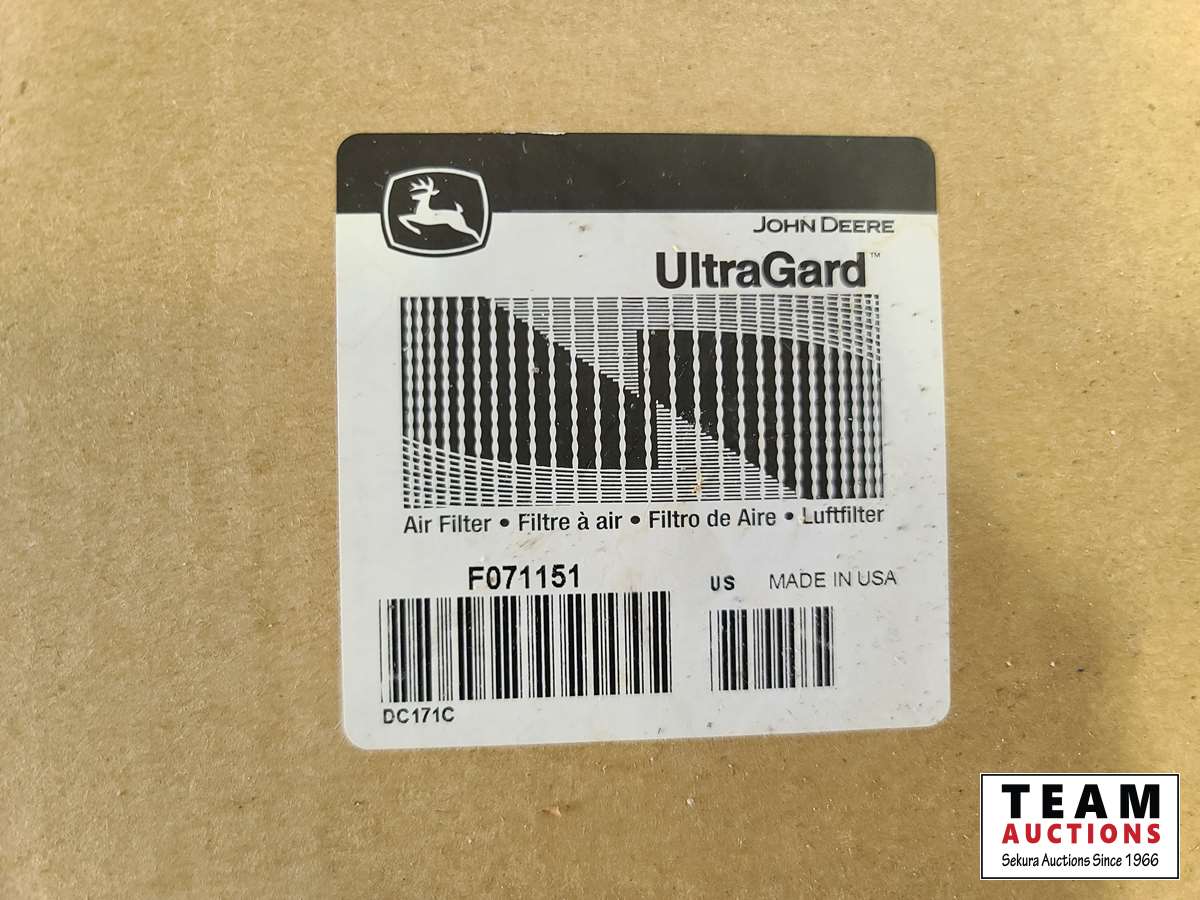 JOHN DEERE
UltraGard™
Air Filter • Filtre à air • Filtro de Aire • Luftfilter
F071151
US MADE IN USA
DC171C
TEAM
AUCTIONS
Sekura Auctions Since 1966